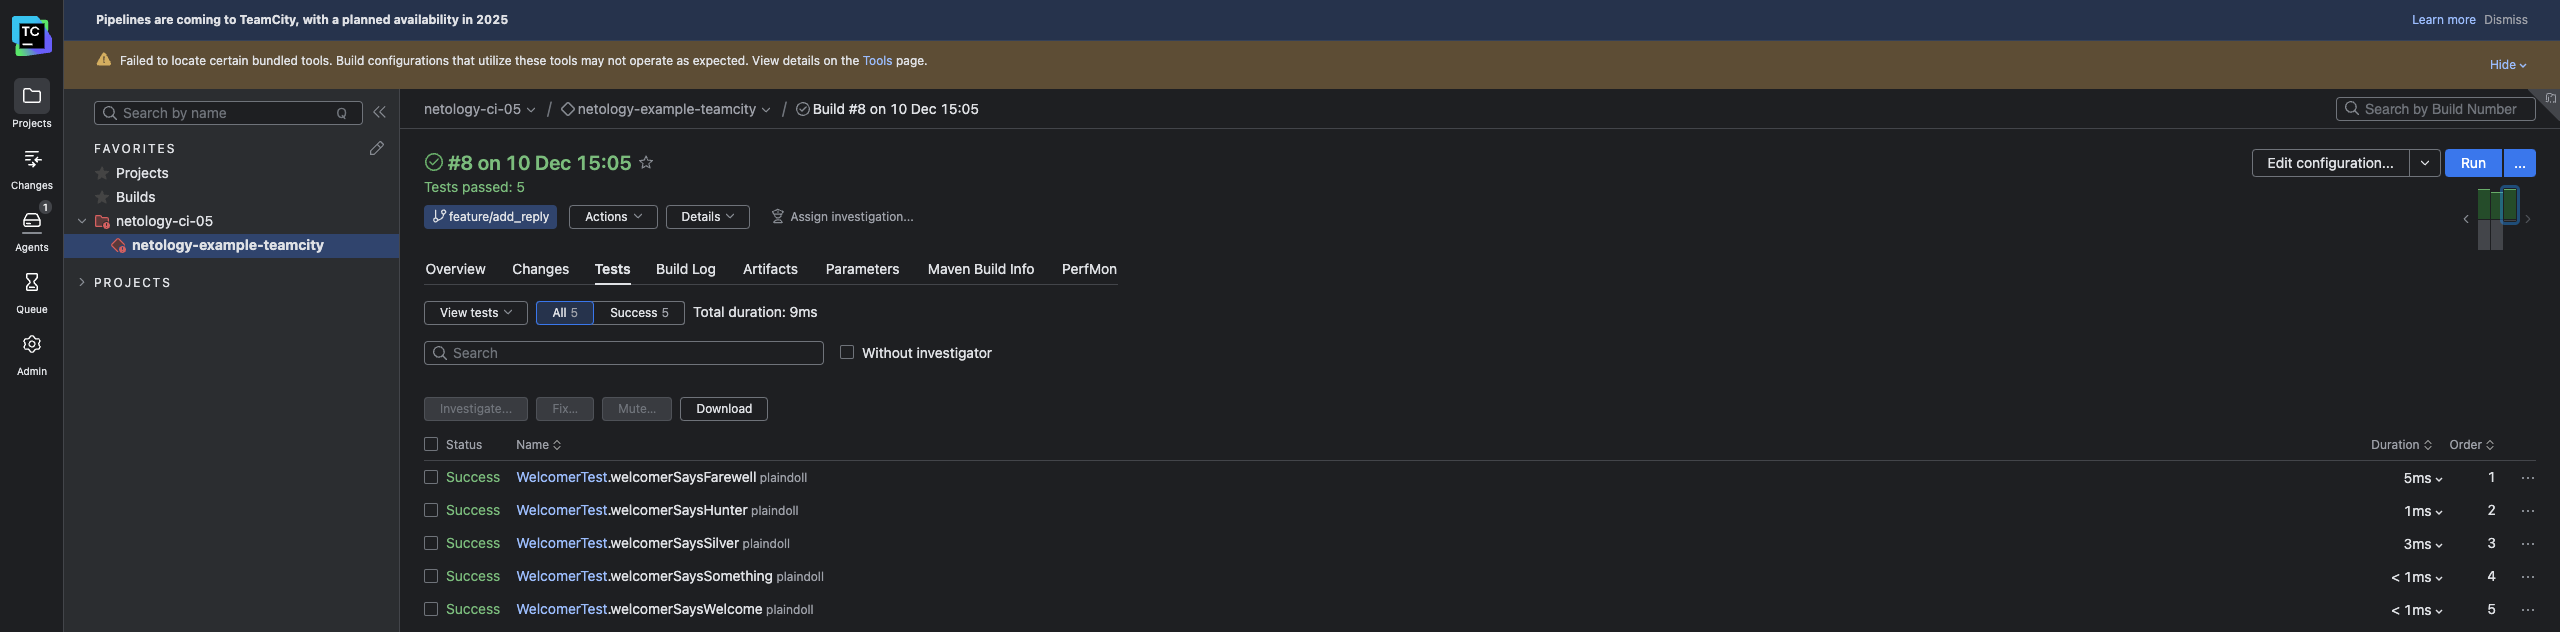 Pipelines are coming to TeamCity, with a planned availability in 2025
Learn more Dismiss
Failed to locate certain bundled tools. Build configurations that utilize these tools may not operate as expected. View details on the Tools page.
Hide
TC
Projects
Changes
1
Agents
Queue
Admin
Search by name Q
FAVORITES
Projects
Builds
netology-ci-05
netology-example-teamcity
PROJECTS
netology-ci-05 / netology-example-teamcity / Build #8 on 10 Dec 15:05
Search by Build Number
#8 on 10 Dec 15:05
Edit configuration... Run ...
Tests passed: 5
feature/add_reply Actions Details Assign investigation...
Overview Changes Tests Build Log Artifacts Parameters Maven Build Info PerfMon
View tests All 5 Success 5 Total duration: 9ms
Search Without investigator
Investigate... Fix... Mute... Download
Status Name Duration Order
Success WelcomerTest.welcomerSaysFarewell plaindoll 5ms 1 ...
Success WelcomerTest.welcomerSaysHunter plaindoll 1ms 2 ...
Success WelcomerTest.welcomerSaysSilver plaindoll 3ms 3 ...
Success WelcomerTest.welcomerSaysSomething plaindoll < 1ms 4 ...
Success WelcomerTest.welcomerSaysWelcome plaindoll < 1ms 5 ...